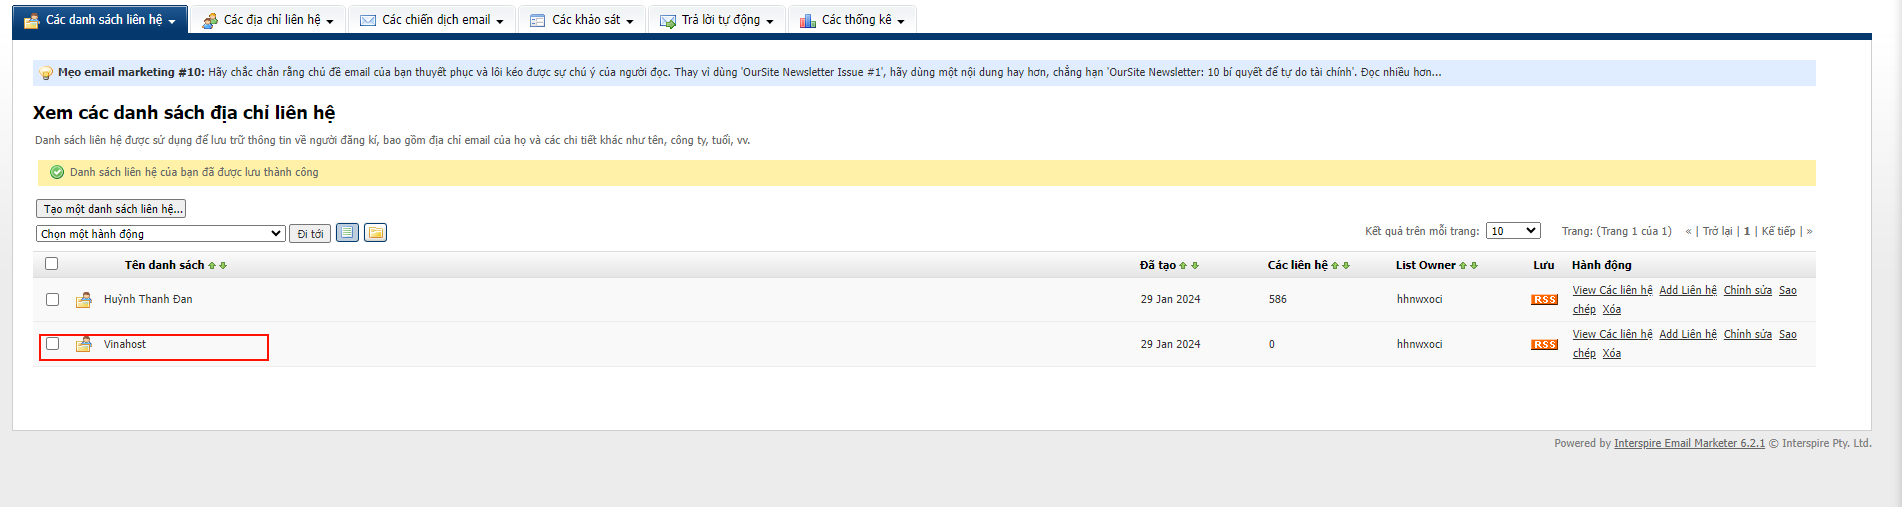 Các danh sách liên hệ Các địa chỉ liên hệ Các chiến dịch email Các khảo sát Trả lời tự động Các thống kê
Mẹo email marketing #10: Hãy chắc chắn rằng chủ đề email của bạn thuyết phục và lôi kéo được sự chú ý của người đọc. Thay vì dùng 'OurSite Newsletter Issue #1', hãy dùng một nội dung hay hơn, chẳng hạn 'OurSite Newsletter: 10 bí quyết để tự do tài chính'. Đọc nhiều hơn...
Xem các danh sách địa chỉ liên hệ
Danh sách liên hệ được sử dụng để lưu trữ thông tin về người đăng kí, bao gồm địa chỉ email của họ và các chi tiết khác như tên, công ty, tuổi, vv.
Danh sách liên hệ của bạn đã được lưu thành công
Tạo một danh sách liên hệ...
Chọn một hành động Đi tới Kết quả trên mỗi trang: 10 Trang: (Trang 1 của 1) « | Trở lại | 1 | Kế tiếp | »
Tên danh sách Đã tạo Các liên hệ List Owner Lưu Hành động
Huỳnh Thanh Đan 29 Jan 2024 586 hhnwxoci RSS View Các liên hệ Add Liên hệ Chỉnh sửa Sao
chép Xóa
Vinahost 29 Jan 2024 0 hhnwxoci RSS View Các liên hệ Add Liên hệ Chỉnh sửa Sao
chép Xóa
Powered by Interspire Email Marketer 6.2.1 © Interspire Pty. Ltd.